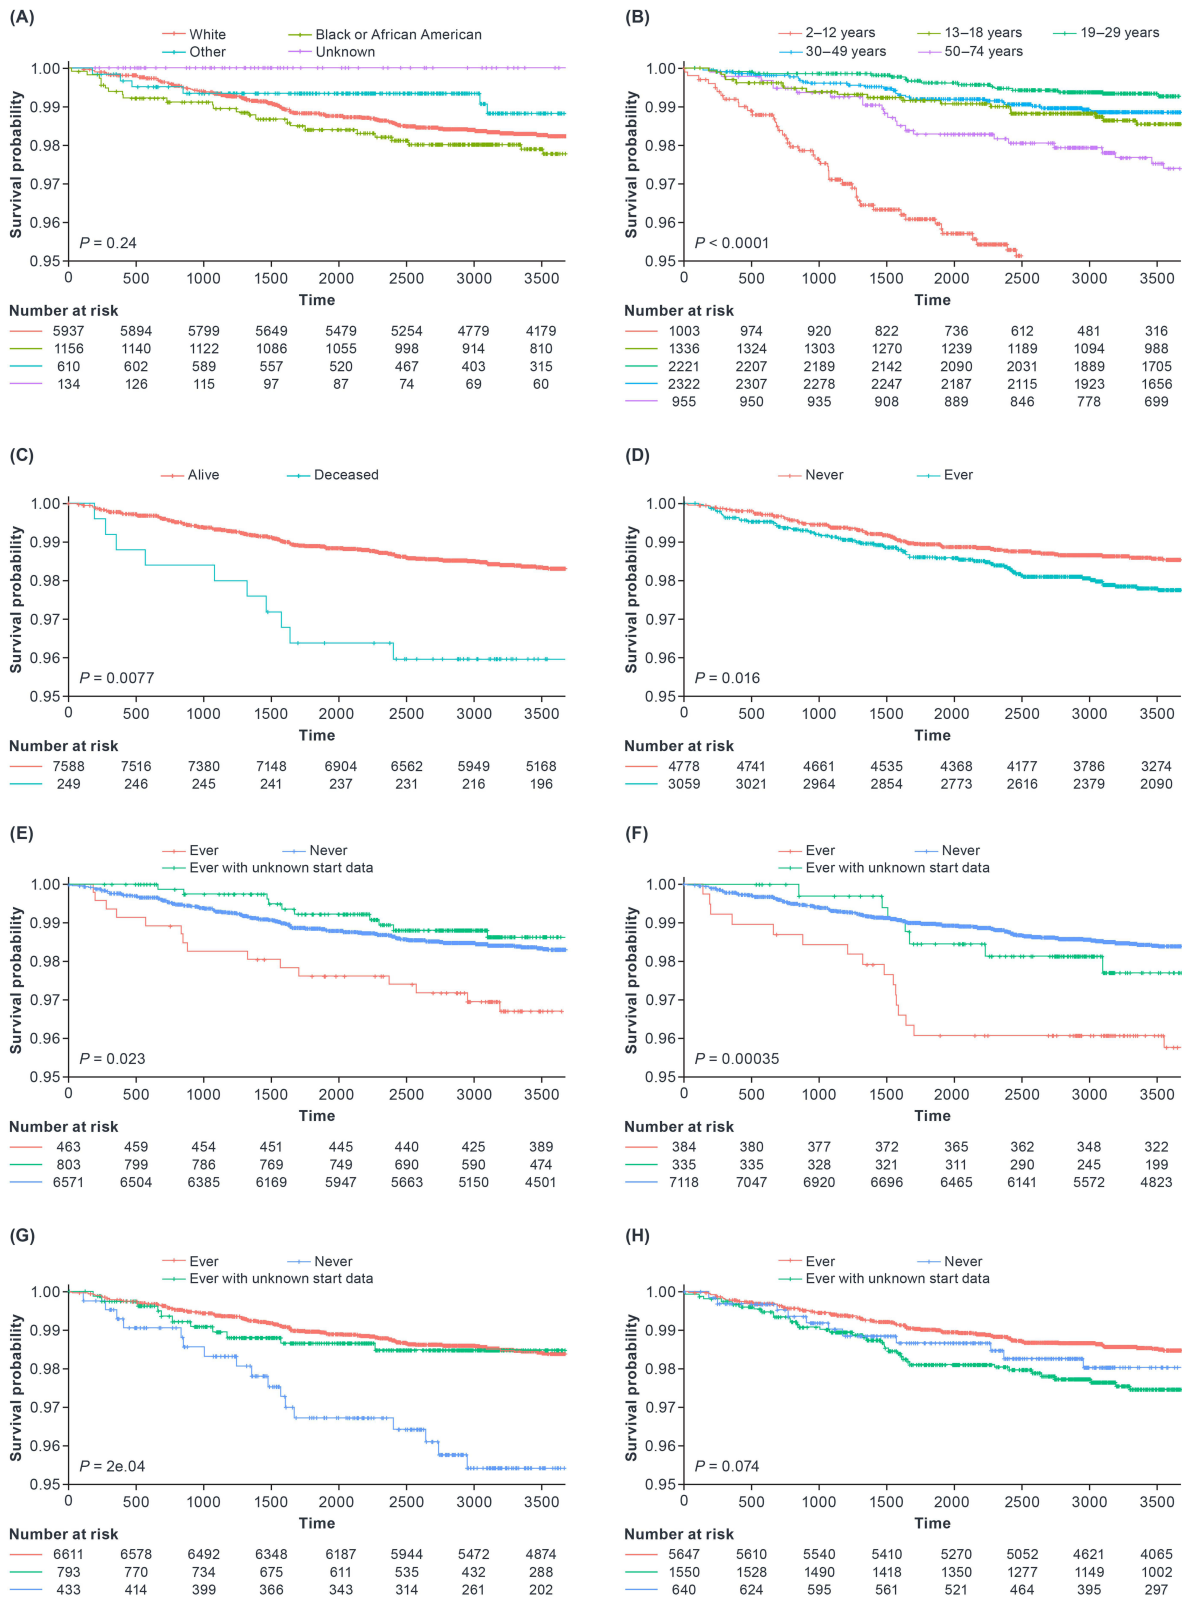 (A)
White
Black or African American
Other
Unknown
Survival probability
1.00
0.99
0.98
0.97
0.96
0.95
P = 0.24
0 500 1000 1500 2000 2500 3000 3500
Time
Number at risk
5937 5894 5799 5649 5479 5254 4779 4179
1156 1140 1122 1086 1055 998 914 810
610 602 589 557 520 467 403 315
134 126 115 97 87 74 69 60
(B)
2–12 years
13–18 years
19–29 years
30–49 years
50–74 years
Survival probability
1.00
0.99
0.98
0.97
0.96
0.95
P < 0.0001
0 500 1000 1500 2000 2500 3000 3500
Time
Number at risk
1003 974 920 822 736 612 481 316
1336 1324 1303 1270 1239 1189 1094 988
2221 2207 2189 2142 2090 2031 1889 1705
2322 2307 2278 2247 2187 2115 1923 1656
955 950 935 908 889 846 778 699
(C)
Alive
Deceased
Survival probability
1.00
0.99
0.98
0.97
0.96
0.95
P = 0.0077
0 500 1000 1500 2000 2500 3000 3500
Time
Number at risk
7588 7516 7380 7148 6904 6562 5949 5168
249 246 245 241 237 231 216 196
(D)
Never
Ever
Survival probability
1.00
0.99
0.98
0.97
0.96
0.95
P = 0.016
0 500 1000 1500 2000 2500 3000 3500
Time
Number at risk
4778 4741 4661 4535 4368 4177 3786 3274
3059 3021 2964 2854 2773 2616 2379 2090
(E)
Ever
Never
Ever with unknown start data
Survival probability
1.00
0.99
0.98
0.97
0.96
0.95
P = 0.023
0 500 1000 1500 2000 2500 3000 3500
Time
Number at risk
463 459 454 451 445 440 425 389
803 799 786 769 749 690 590 474
6571 6504 6385 6169 5947 5663 5150 4501
(F)
Ever
Never
Ever with unknown start data
Survival probability
1.00
0.99
0.98
0.97
0.96
0.95
P = 0.00035
0 500 1000 1500 2000 2500 3000 3500
Time
Number at risk
384 380 377 372 365 362 348 322
335 335 328 321 311 290 245 199
7118 7047 6920 6696 6465 6141 5572 4823
(G)
Ever
Never
Ever with unknown start data
Survival probability
1.00
0.99
0.98
0.97
0.96
0.95
P = 2e.04
0 500 1000 1500 2000 2500 3000 3500
Time
Number at risk
6611 6578 6492 6348 6187 5944 5472 4874
793 770 734 675 611 535 432 288
433 414 399 366 343 314 261 202
(H)
Ever
Never
Ever with unknown start data
Survival probability
1.00
0.99
0.98
0.97
0.96
0.95
P = 0.074
0 500 1000 1500 2000 2500 3000 3500
Time
Number at risk
5647 5610 5540 5410 5270 5052 4621 4065
1550 1528 1490 1418 1350 1277 1149 1002
640 624 595 561 521 464 395 297